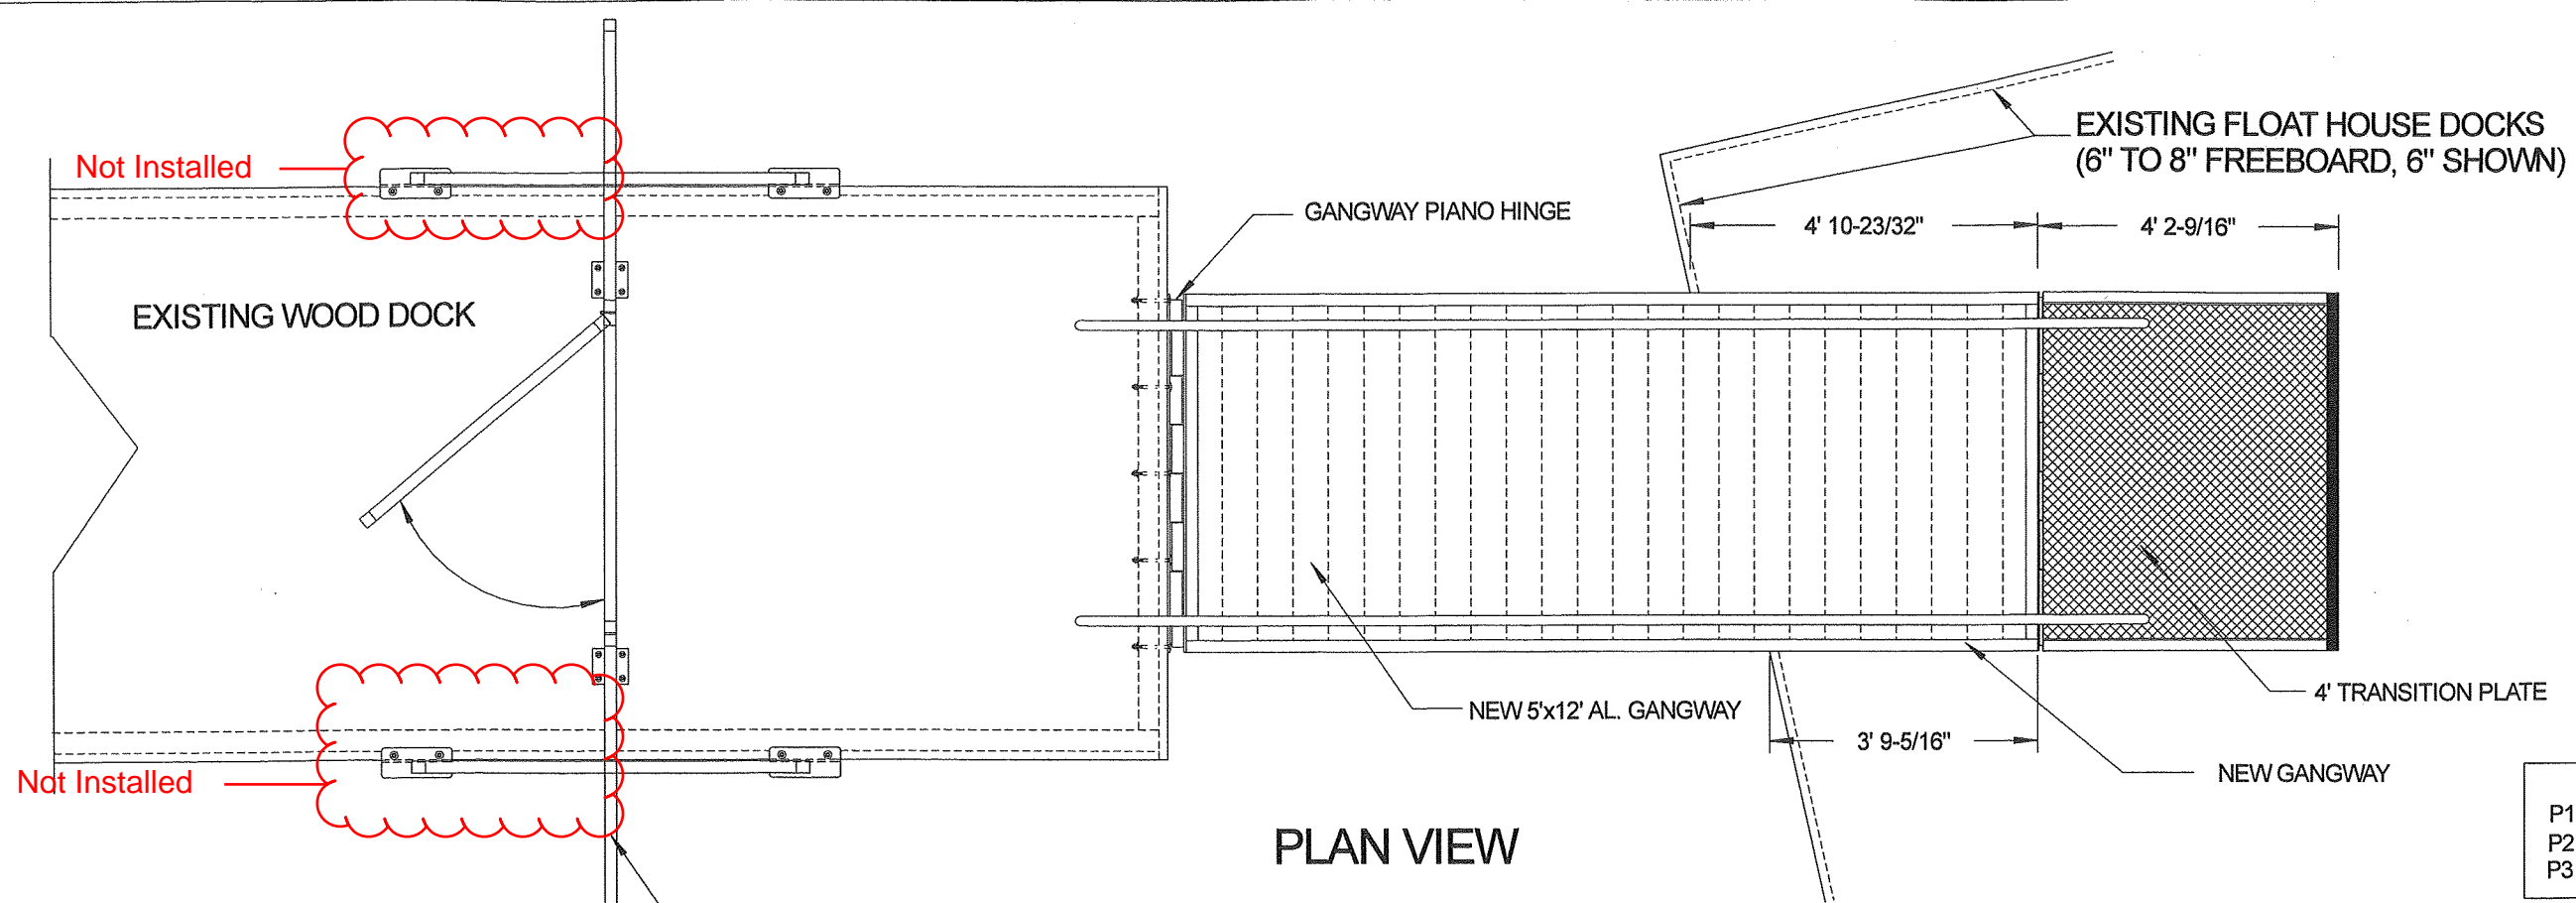 EXISTING FLOAT HOUSE DOCKS
(6" TO 8" FREEBOARD, 6" SHOWN)
Not Installed
GANGWAY PIANO HINGE
4' 10-23/32"
4' 2-9/16"
EXISTING WOOD DOCK
4' TRANSITION PLATE
NEW 5'x12' AL. GANGWAY
3' 9-5/16"
NEW GANGWAY
Not Installed
PLAN VIEW
P1
P2
P3